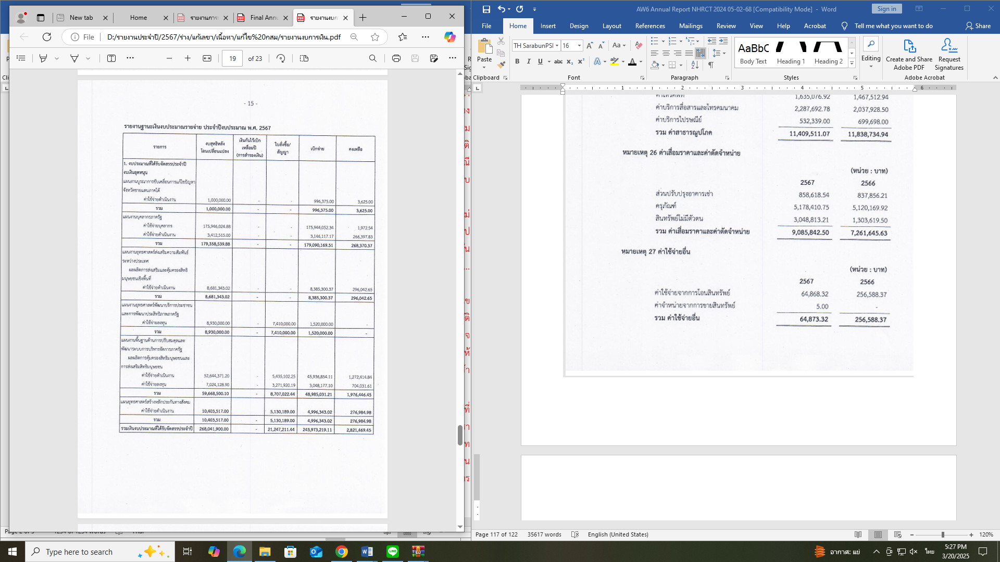 New tab
Home
รายงานการ
Final Annu
รายงานงบก
File
D:/รายงานประจำปี/2567/ร่าง/แก้เลขา/เนื้อหา/แก้ไข%20กสม/รายงานงบการเงิน.pdf
19 of 23
- 15 -
รายงานฐานะเงินงบประมาณรายจ่าย ประจำปีงบประมาณ พ.ศ. 2567
รายการ
งบสุทธิหลัง
โอนเปลี่ยนแปลง
เงินกันไว้เบิก
เหลื่อมปี
(การสำรองเงิน)
ใบสั่งซื้อ/
สัญญา
เบิกจ่าย
คงเหลือ
1. งบประมาณที่ได้รับจัดสรรประจำปี
งบเงินอุดหนุน
แผนงานบูรณาการขับเคลื่อนการแก้ไขปัญหา
จังหวัดชายแดนภาคใต้
ค่าใช้จ่ายดำเนินงาน 1,000,000.00 - - 996,375.00 3,625.00
รวม 1,000,000.00 - - 996,375.00 3,625.00
แผนงานบุคลากรภาครัฐ
ค่าใช้จ่ายบุคลากร 175,946,024.88 - - 175,944,052.34 1,972.54
ค่าใช้จ่ายดำเนินงาน 3,412,515.00 - - 3,146,117.17 266,397.83
รวม 179,358,539.88 - - 179,090,169.51 268,370.37
แผนงานยุทธศาสตร์ส่งเสริมความสัมพันธ์
ระหว่างประเทศ
ผลผลิตการส่งเสริมและคุ้มครองสิทธิ
มนุษยชนเชิงพื้นที่
ค่าใช้จ่ายดำเนินงาน 8,681,343.02 - - 8,385,300.37 296,042.65
รวม 8,681,343.02 - - 8,385,300.37 296,042.65
แผนงานยุทธศาสตร์พัฒนาบริการประชาชน
และการพัฒนาประสิทธิภาพภาครัฐ
ค่าใช้จ่ายลงทุน 8,930,000.00 - 7,410,000.00 1,520,000.00 -
รวม 8,930,000.00 - 7,410,000.00 1,520,000.00 -
แผนงานพื้นฐานด้านการปรับสมดุลและ
พัฒนาระบบการบริหารจัดการภาครัฐ
ผลผลิตการคุ้มครองสิทธิมนุษยชนและ
การส่งเสริมสิทธิมนุษยชน
ค่าใช้จ่ายดำเนินงาน 52,644,371.20 - 5,435,102.25 45,936,854.11 1,272,414.84
ค่าใช้จ่ายลงทุน 7,024,128.90 - 3,271,920.19 3,048,177.10 704,031.61
รวม 59,668,500.10 - 8,707,022.44 48,985,031.21 1,976,446.45
แผนยุทธศาสตร์สร้างหลักประกันทางสังคม
ค่าใช้จ่ายดำเนินงาน 10,403,517.00 5,130,189.00 4,996,343.02 276,984.98
รวม 10,403,517.00 - 5,130,189.00 4,996,343.02 276,984.98
รวมเงินงบประมาณที่ได้รับจัดสรรประจำปี 268,041,900.00 - 21,247,211.44 243,973,219.11 2,821,469.45
AW6 Annual Report NHRCT 2024 05-02-68 [Compatibility Mode] - Word
Sign in
File Home Insert Design Layout References Mailings Review View Help Acrobat Tell me what you want to do Share
Paste
TH SarabunPSI 16
Clipboard Font Paragraph Styles Adobe Acrobat
AaBbC
Body Text Heading 1 Heading 2
Editing
Create and Share
Adobe PDF
Request
Signatures
1 2 3 4 5 6
1,635,076.92 1,467,512.94
ค่าบริการสื่อสารและโทรคมนาคม 2,287,692.78 2,037,928.50
ค่าบริการไปรษณีย์ 532,339.00 699,698.00
รวม ค่าสาธารณูปโภค 11,409,511.07 11,838,734.94
หมายเหตุ 26 ค่าเสื่อมราคาและค่าตัดจำหน่าย
(หน่วย : บาท)
2567 2566
ส่วนปรับปรุงอาคารเช่า 858,618.54 837,856.21
ครุภัณฑ์ 5,178,410.75 5,120,169.92
สินทรัพย์ไม่มีตัวตน 3,048,813.21 1,303,619.50
รวม ค่าเสื่อมราคาและค่าตัดจำหน่าย 9,085,842.50 7,261,645.63
หมายเหตุ 27 ค่าใช้จ่ายอื่น
(หน่วย : บาท)
2567 2566
ค่าใช้จ่ายจากการโอนสินทรัพย์ 64,868.32 256,588.37
ค่าจำหน่ายจากการขายสินทรัพย์ 5.00 -
รวม ค่าใช้จ่ายอื่น 64,873.32 256,588.37
Page 117 of 122 35617 words English (United States) 120%
Type here to search
อากาศ: แย่
ไทย
5:27 PM
3/20/2025